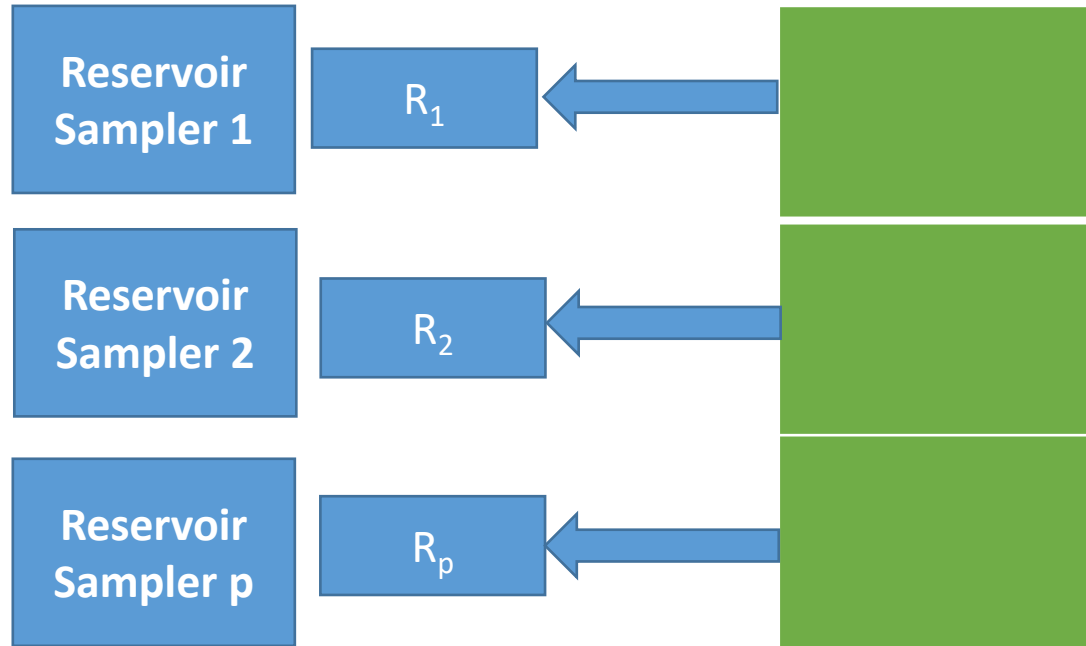 Reservoir
Sampler 1
R₁
Reservoir
Sampler 2
R₂
Reservoir
Sampler p
Rₚ